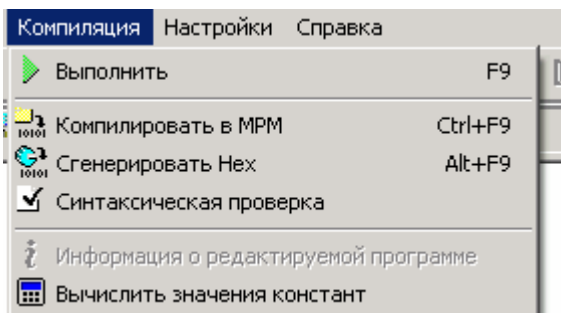 Компиляция Настройки Справка
Выполнить F9
Компилировать в МРМ Ctrl+F9
Сгенерировать Hex Alt+F9
Синтаксическая проверка
Информация о редактируемой программе
Вычислить значения констант